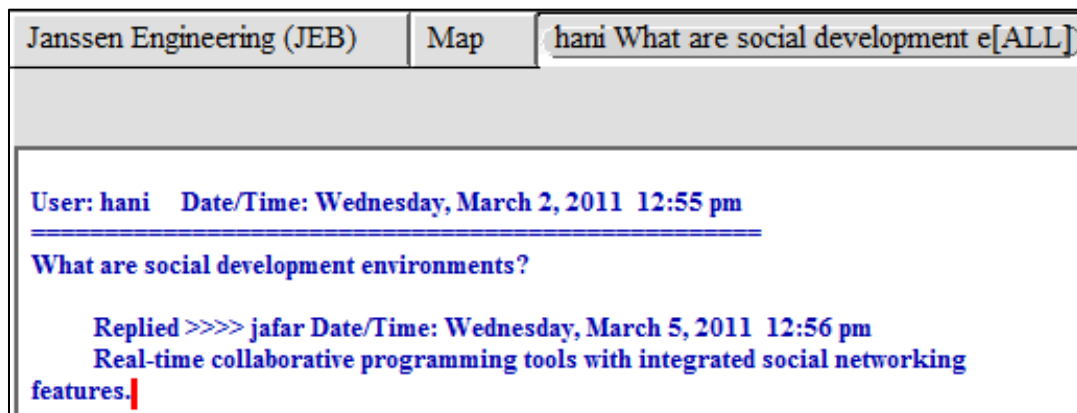 Janssen Engineering (JEB) Map hani What are social development e[ALL]
User: hani Date/Time: Wednesday, March 2, 2011 12:55 pm
==================================================
What are social development environments?
Replied >>>> jafar Date/Time: Wednesday, March 5, 2011 12:56 pm
Real-time collaborative programming tools with integrated social networking
features.